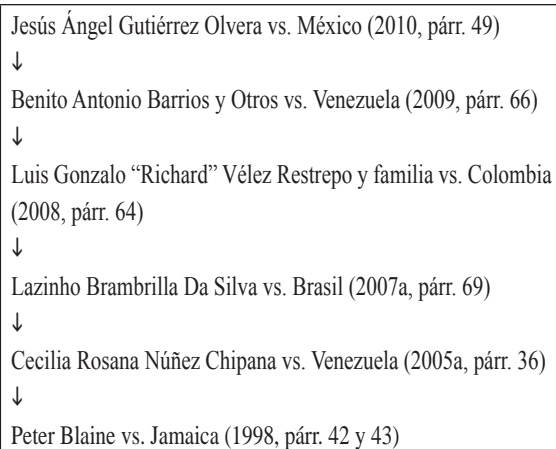 Jesús Ángel Gutiérrez Olvera vs. México (2010, párr. 49)
↓
Benito Antonio Barrios y Otros vs. Venezuela (2009, párr. 66)
↓
Luis Gonzalo “Richard” Vélez Restrepo y familia vs. Colombia
(2008, párr. 64)
↓
Lazinho Brambrilla Da Silva vs. Brasil (2007a, párr. 69)
↓
Cecilia Rosana Núñez Chipana vs. Venezuela (2005a, párr. 36)
↓
Peter Blaine vs. Jamaica (1998, párr. 42 y 43)